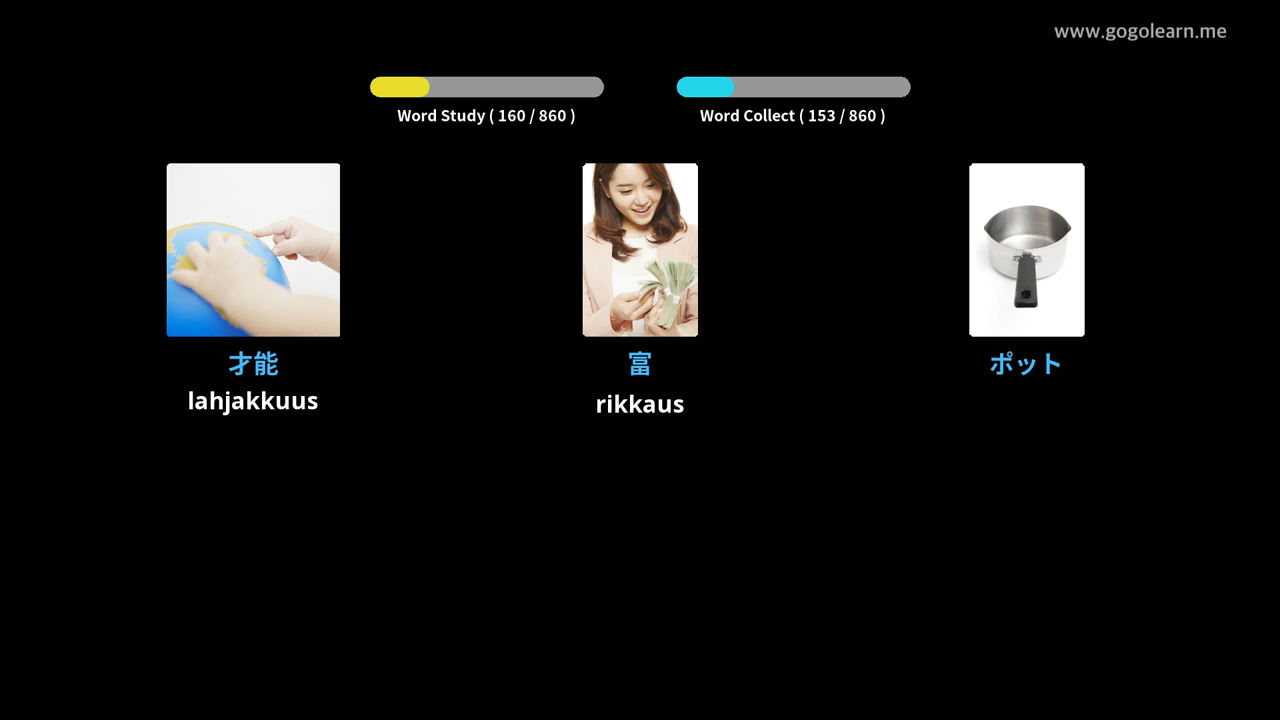 www.gogolearn.me
Word Study ( 160 / 860 )
Word Collect ( 153 / 860 )
才能
富
ポット
lahjakkuus
rikkaus